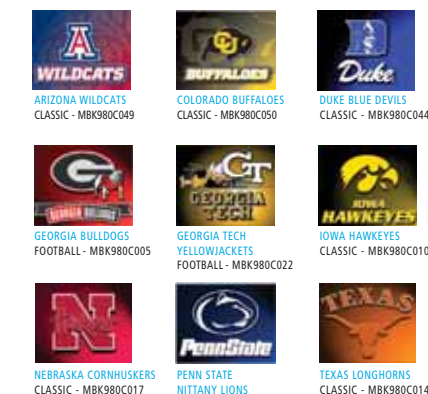 WILDCATS
ARIZONA WILDCATS
CLASSIC - MBK980C049
BUFFALOES
COLORADO BUFFALOES
CLASSIC - MBK980C050
Duke
DUKE BLUE DEVILS
CLASSIC - MBK980C044
GEORGIA BULLDOGS
GEORGIA BULLDOGS
FOOTBALL - MBK980C005
GT
GEORGIA
TECH
GEORGIA TECH
YELLOWJACKETS
FOOTBALL - MBK980C022
IOWA
HAWKEYES
IOWA HAWKEYES
CLASSIC - MBK980C010
N
NEBRASKA CORNHUSKERS
CLASSIC - MBK980C017
PennState
PENN STATE
NITTANY LIONS
TEXAS
TEXAS LONGHORNS
CLASSIC - MBK980C014